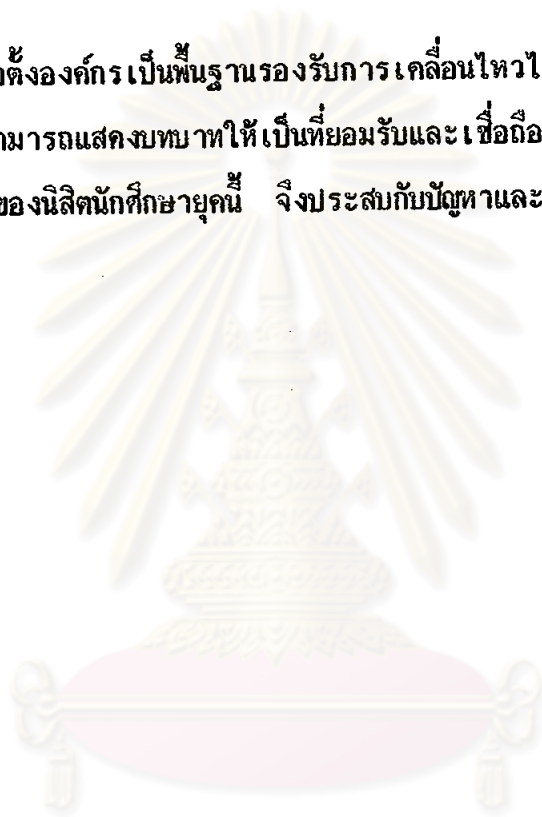 ตั้งองค์กรเป็นพื้นฐานรองรับการเคลื่อนไหวไ
ามารถแสดงบทบาทให้เป็นที่ยอมรับและเชื่อถือ
ของนิสิตนักศึกษายุคนี้ จึงประสบกับปัญหาและ